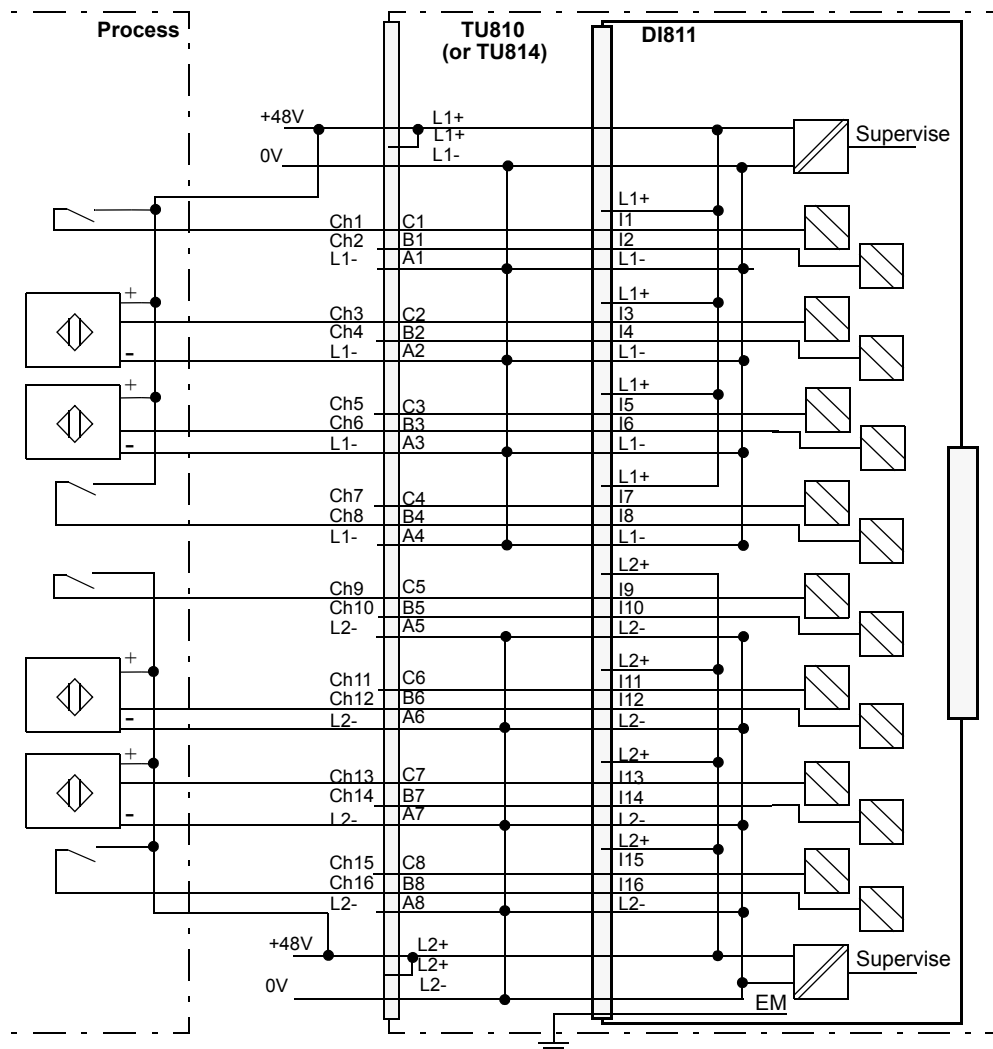 Process
TU810
(or TU814)
DI811
+48V
L1+
L1+
0V
L1-
Supervise
L1+
Ch1 C1 I1
Ch2 B1 I2
L1- A1 L1-
+
L1+
Ch3 C2 I3
Ch4 B2 I4
- L1- A2 L1-
+
L1+
Ch5 C3 I5
Ch6 B3 I6
- L1- A3 L1-
L1+
Ch7 C4 I7
Ch8 B4 I8
L1- A4 L1-
L2+
Ch9 C5 I9
Ch10 B5 I10
L2- A5 L2-
+
L2+
Ch11 C6 I11
Ch12 B6 I12
- L2- A6 L2-
+
L2+
Ch13 C7 I13
Ch14 B7 I14
- L2- A7 L2-
L2+
Ch15 C8 I15
Ch16 B8 I16
L2- A8 L2-
+48V L2+
L2+
0V L2-
Supervise
EM